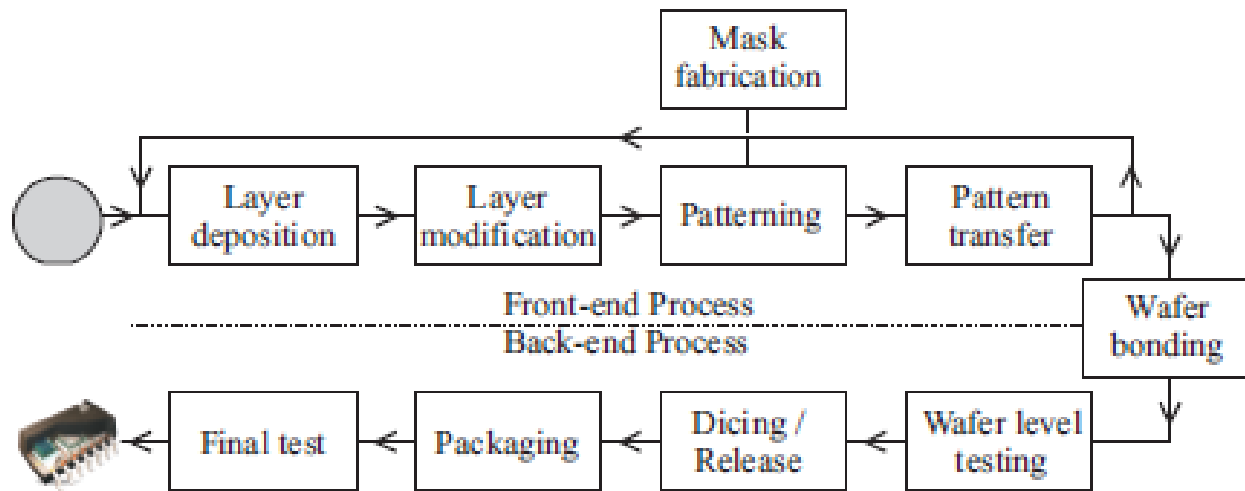 Mask
fabrication
Layer
deposition
Layer
modification
Patterning
Pattern
transfer
Front-end Process
Back-end Process
Wafer
bonding
Final test
Packaging
Dicing /
Release
Wafer level
testing